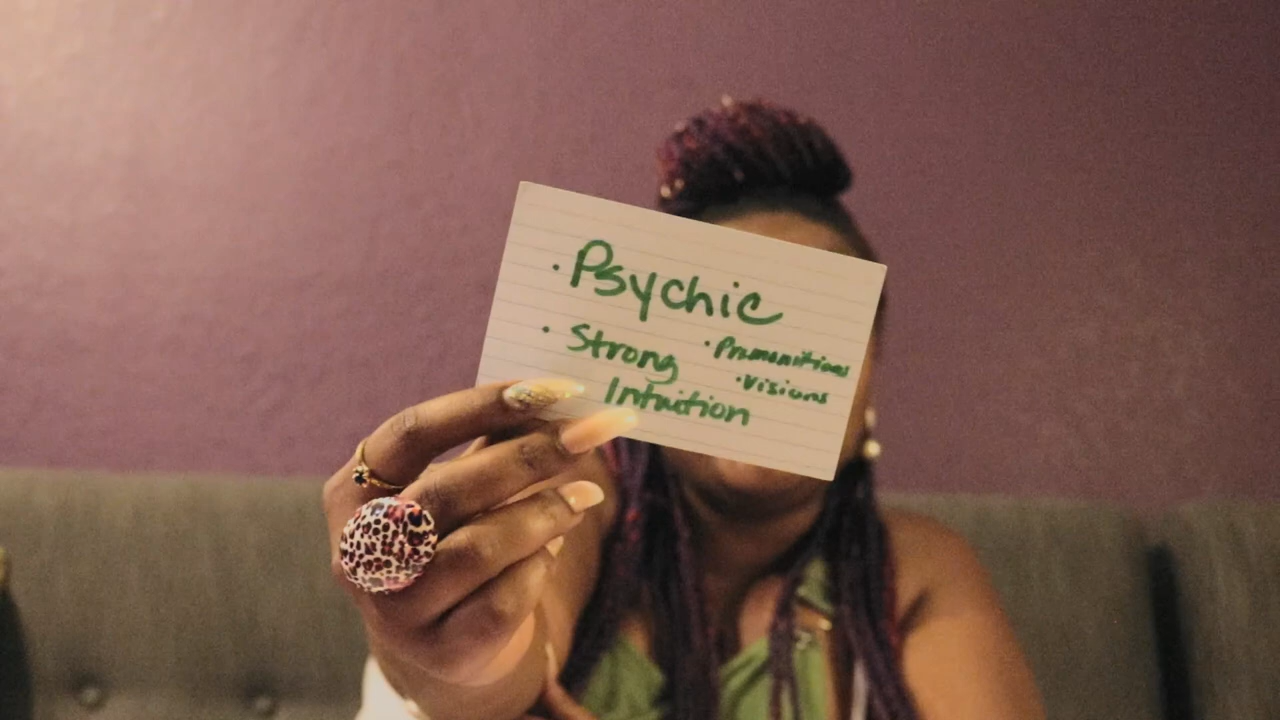 · Psychic
· Strong
Intuition
· Premonitions
· Visions